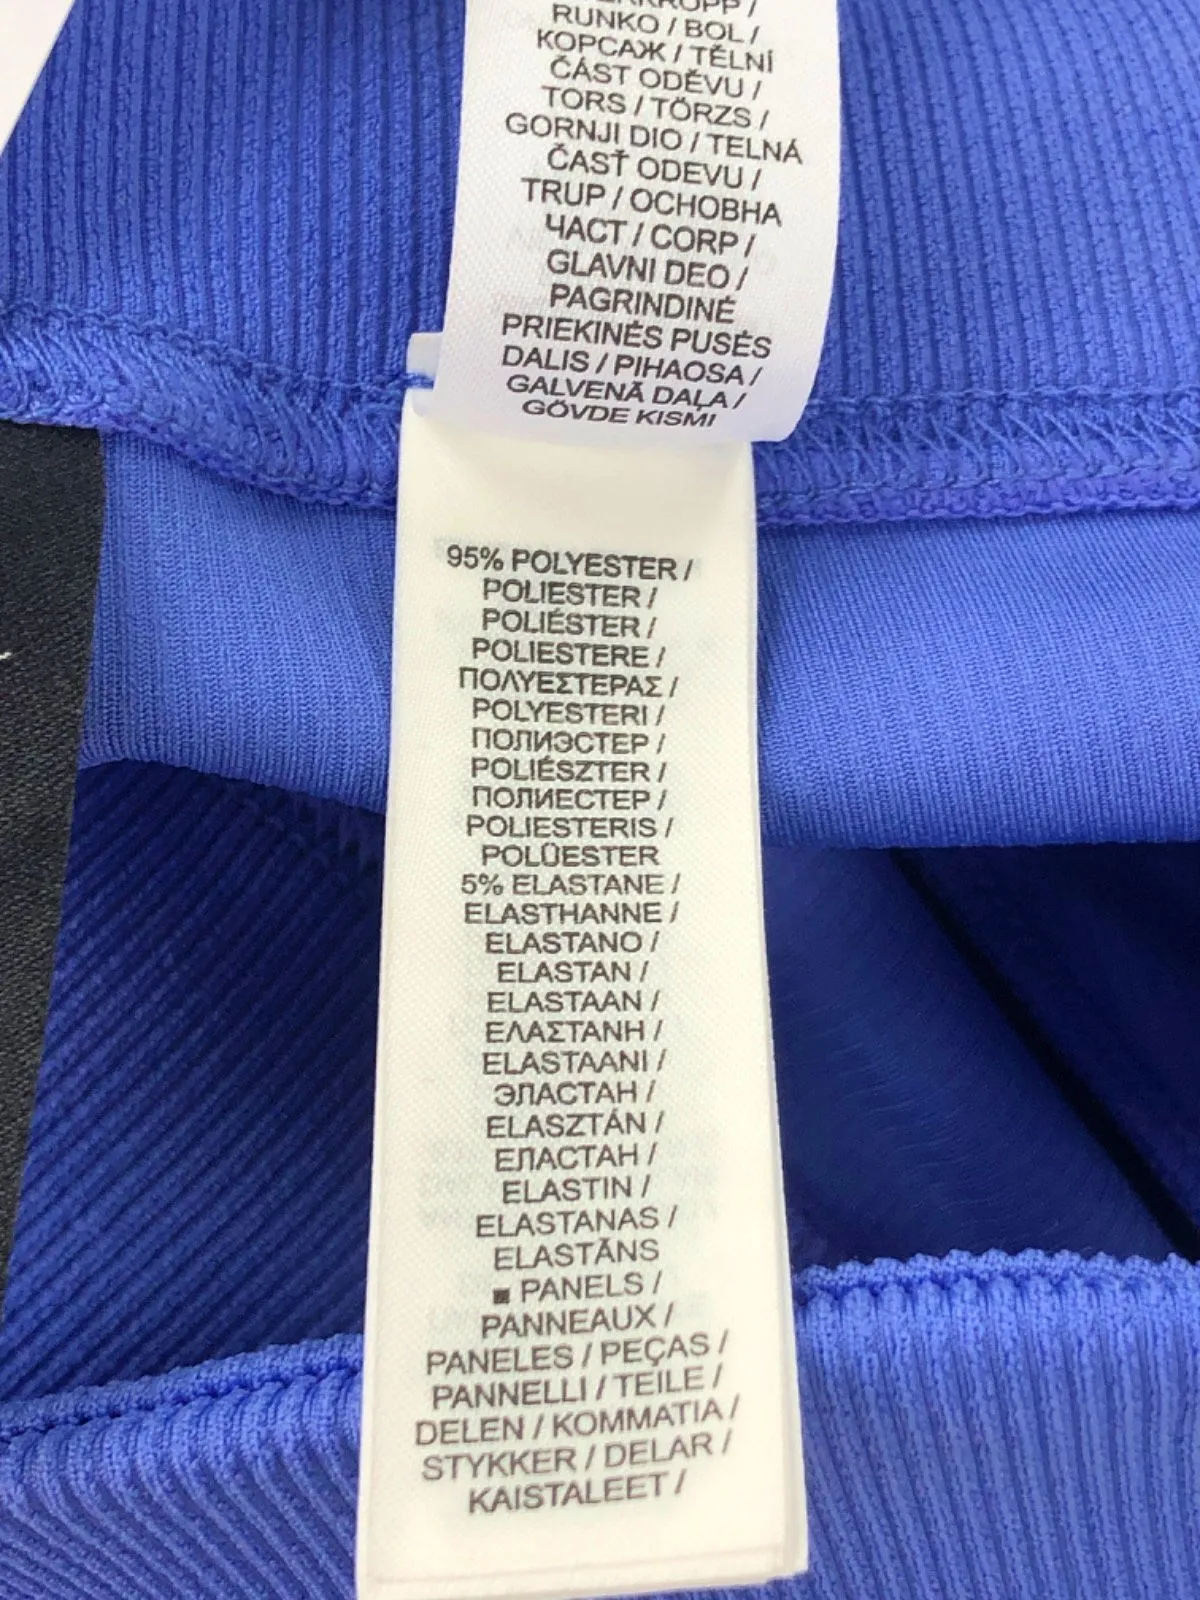 RUNKO / BOL /
КОРСАЖ / TĚLNÍ
ČÁST ODĚVU /
TORS / TÖRZS /
GORNJI DIO / TELNÁ
ČASŤ ODEVU /
TRUP / ОСНОВНА
ЧАСТ / CORP /
GLAVNI DEO /
PAGRINDINĖ
PRIEKINĖS PUSĖS
DALIS / PIHAOSA /
GALVENĀ DAĻA /
GÖVDE KISMI
95% POLYESTER /
POLIESTER /
POLIÉSTER /
POLIESTERE /
ΠΟΛΥΕΣΤΕΡΑΣ /
POLYESTERI /
ПОЛИЭСТЕР /
POLIÉSZTER /
ПОЛИЕСТЕР /
POLIESTERIS /
POLÜESTER
5% ELASTANE /
ELASTHANNE /
ELASTANO /
ELASTAN /
ELASTAAN /
ΕΛΑΣΤΑΝΗ /
ELASTAANI /
ЭЛАСТАН /
ELASZTÁN /
ЕЛАСТАН /
ELASTIN /
ELASTANAS /
ELASTĀNS
■ PANELS /
PANNEAUX /
PANELES / PEÇAS /
PANNELLI / TEILE /
DELEN / ΚΟΜΜΑΤΙΑ /
STYKKER / DELAR /
KAISTALEET /